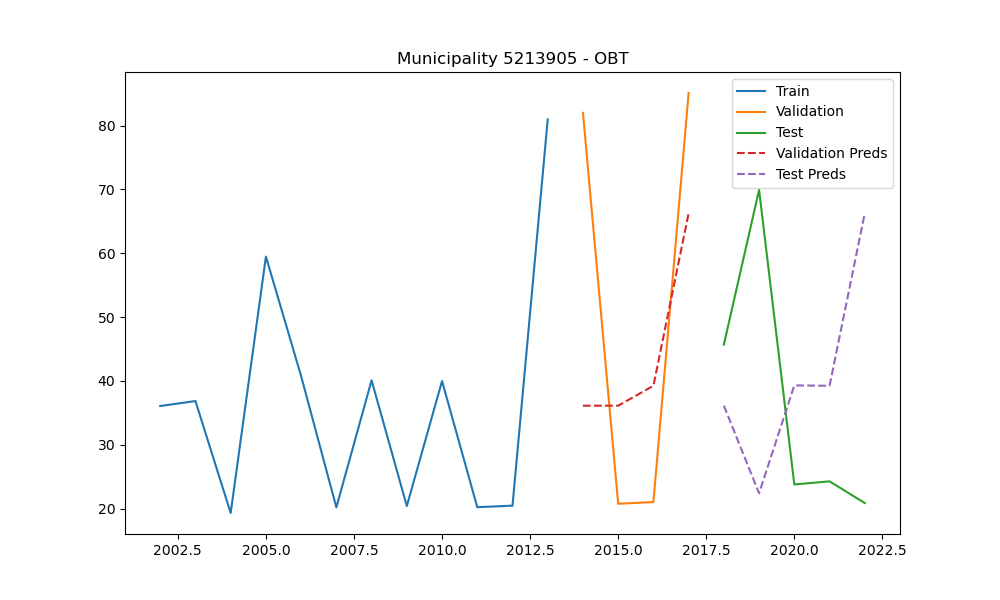 Municipality 5213905 - OBT
Train
Validation
Test
Validation Preds
Test Preds
80
70
60
50
40
30
20
2002.5 2005.0 2007.5 2010.0 2012.5 2015.0 2017.5 2020.0 2022.5